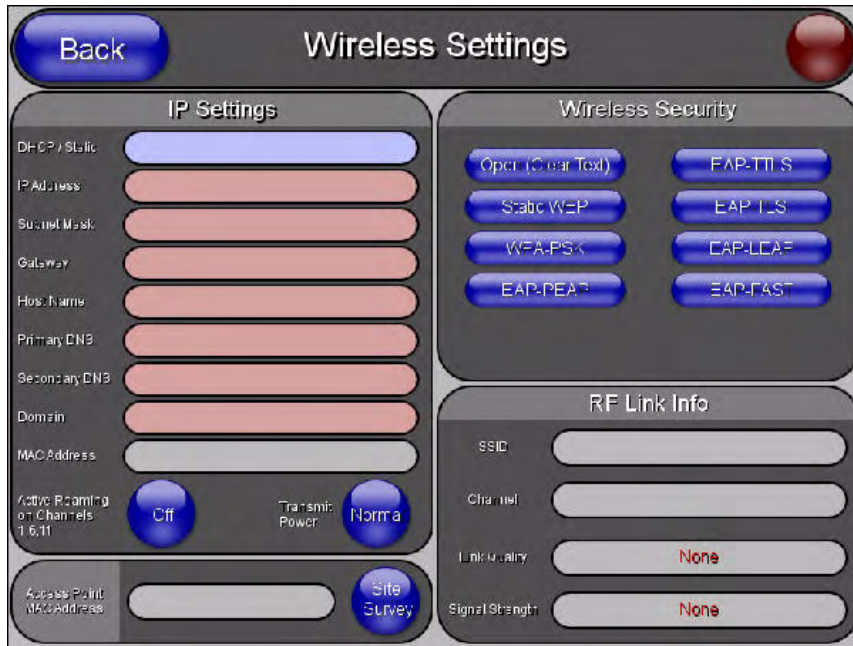 Back
Wireless Settings
IP Settings
DHCP / Static
IP Address
Subnet Mask
Gateway
Host Name
Primary DNS
Secondary DNS
Domain
MAC Address
Active Roaming
on Channels
1,6,11
Off
Transmit
Power
Normal
Access Point
MAC Address
Site
Survey
Wireless Security
Open (Clear Text)
EAP-TTLS
Static WEP
EAP-TLS
WPA-PSK
EAP-LEAP
EAP-PEAP
EAP-FAST
RF Link Info
SSID
Channel
Link Quality
None
Signal Strength
None